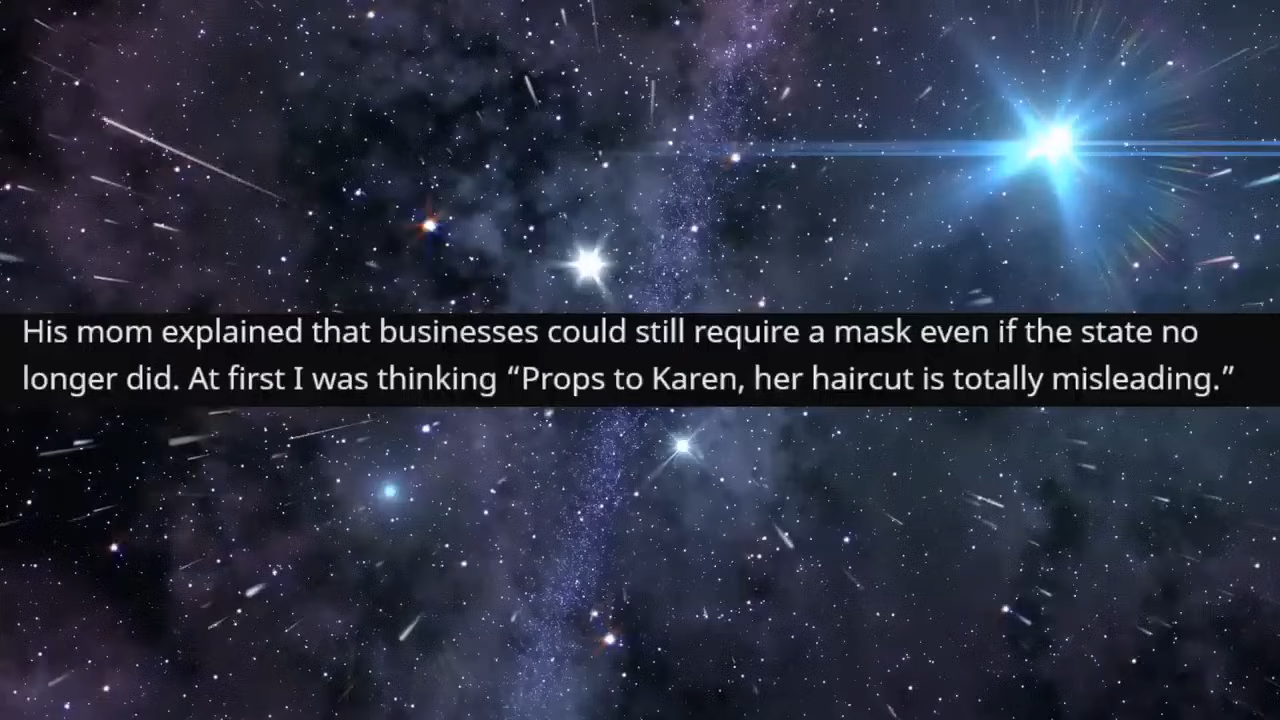 His mom explained that businesses could still require a mask even if the state no
longer did. At first I was thinking “Props to Karen, her haircut is totally misleading.”